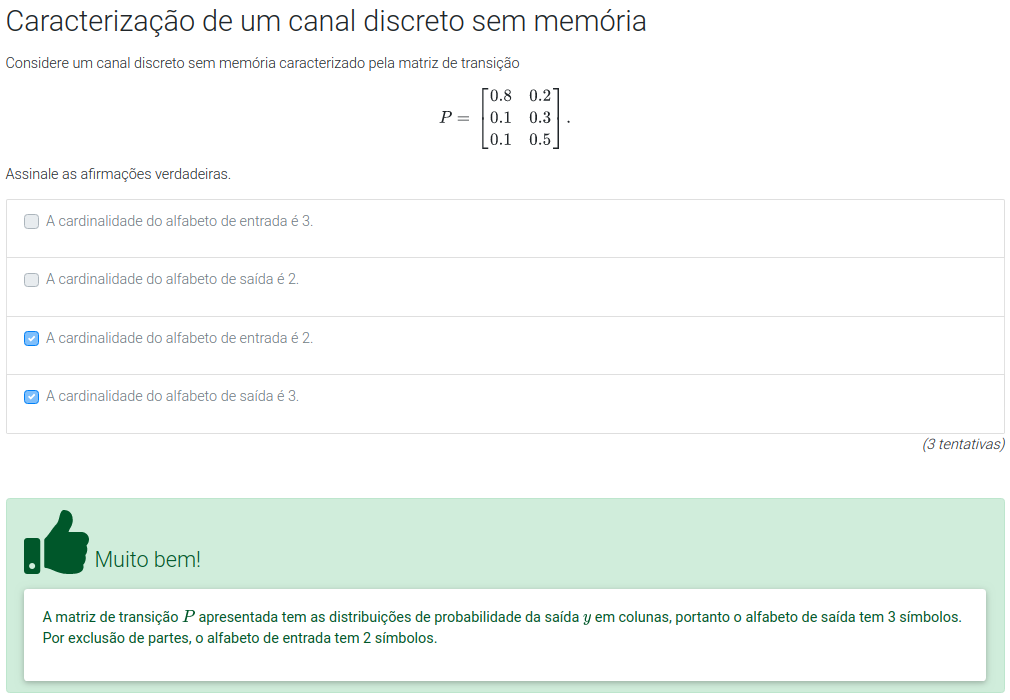 Caracterização de um canal discreto sem memória
Considere um canal discreto sem memória caracterizado pela matriz de transição
P = [0.8 0.2
0.1 0.3
0.1 0.5].
Assinale as afirmações verdadeiras.
A cardinalidade do alfabeto de entrada é 3.
A cardinalidade do alfabeto de saída é 2.
A cardinalidade do alfabeto de entrada é 2.
A cardinalidade do alfabeto de saída é 3.
(3 tentativas)
Muito bem!
A matriz de transição P apresentada tem as distribuições de probabilidade da saída y em colunas, portanto o alfabeto de saída tem 3 símbolos.
Por exclusão de partes, o alfabeto de entrada tem 2 símbolos.